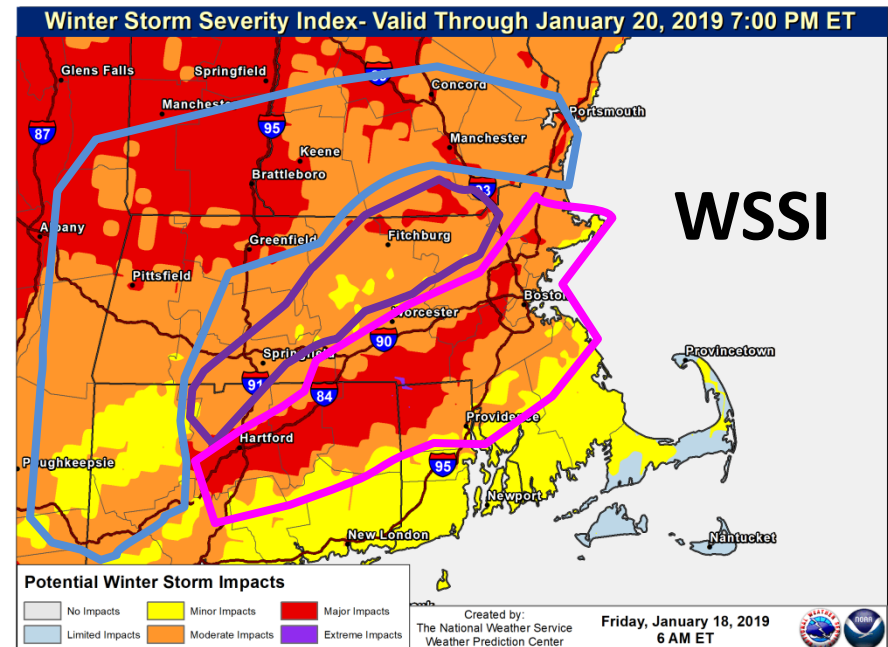 Winter Storm Severity Index- Valid Through January 20, 2019 7:00 PM ET
Glens Falls
Springfield
Concord
Manchester
Portsmouth
87
95
Manchester
Keene
Brattleboro
93
WSSI
Albany
Greenfield
Fitchburg
Pittsfield
Boston
Worcester
90
Springfield
Provincetown
91
84
Providence
Hartford
Poughkeepsie
95
Newport
New London
Nantucket
Potential Winter Storm Impacts
No Impacts
Minor Impacts
Major Impacts
Limited Impacts
Moderate Impacts
Extreme Impacts
Created by:
The National Weather Service
Weather Prediction Center
Friday, January 18, 2019
6 AM ET
NOAA